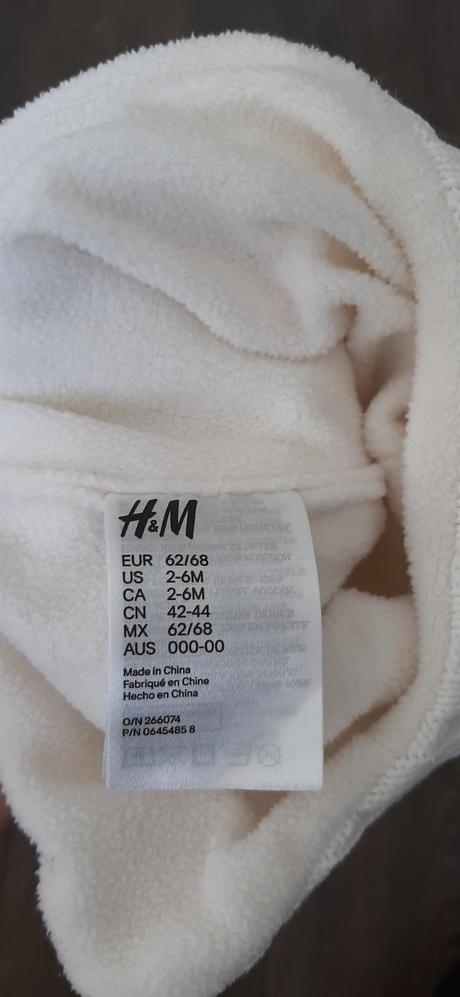 H&M
EUR 62/68
US 2-6M
CA 2-6M
CN 42-44
MX 62/68
AUS 000-00
Made in China
Fabriqué en Chine
Hecho en China
O/N 266074
P/N 0645485 8